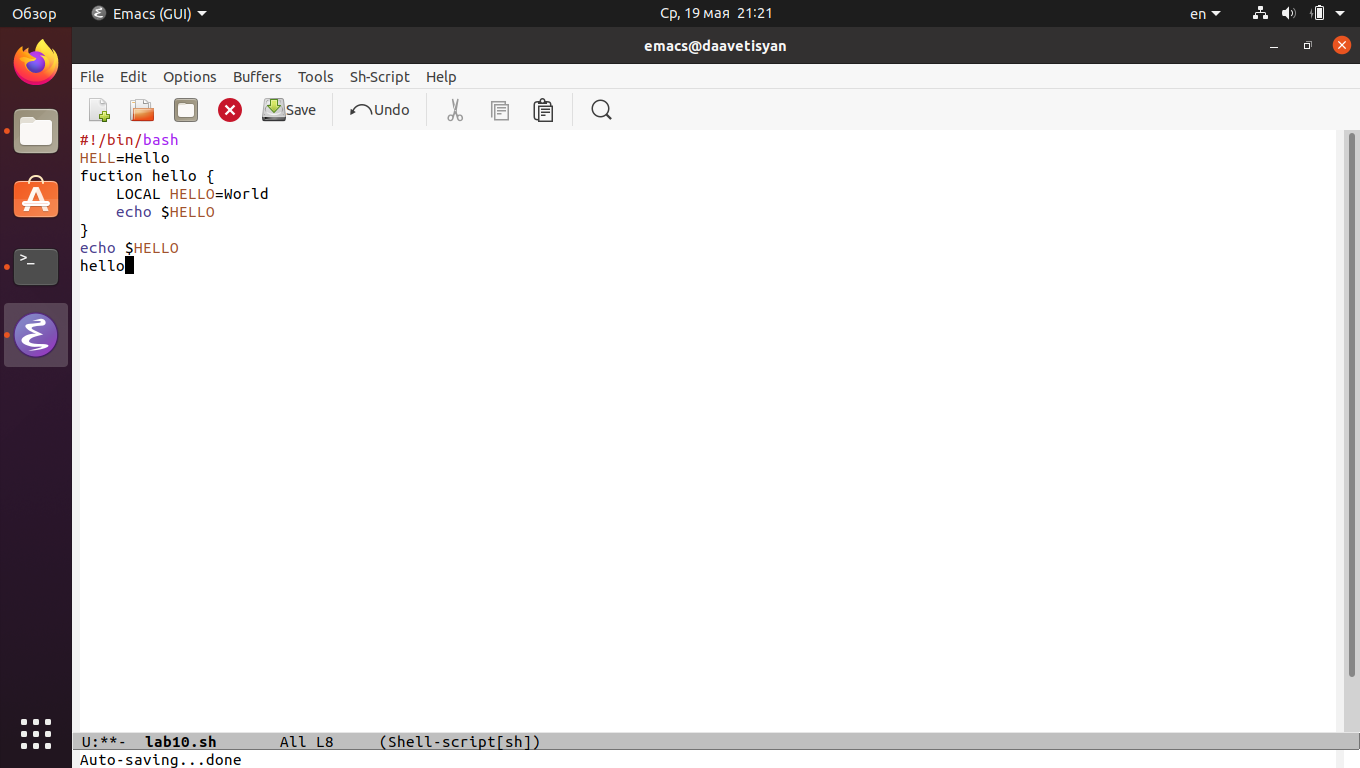 Обзор Emacs (GUI) Ср, 19 мая 21:21 en
emacs@daavetisyan
File Edit Options Buffers Tools Sh-Script Help
Save Undo
#!/bin/bash
HELL=Hello
fuction hello {
    LOCAL HELLO=World
    echo $HELLO
}
echo $HELLO
hello
U:**-  lab10.sh       All L8     (Shell-script[sh])
Auto-saving...done